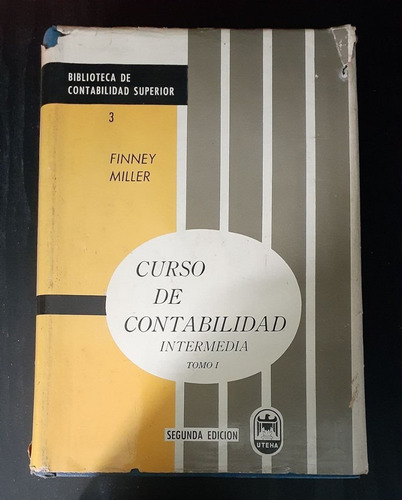 BIBLIOTECA DE
CONTABILIDAD SUPERIOR
3
FINNEY
MILLER
CURSO
DE
CONTABILIDAD
INTERMEDIA
TOMO I
SEGUNDA EDICION
UTEHA